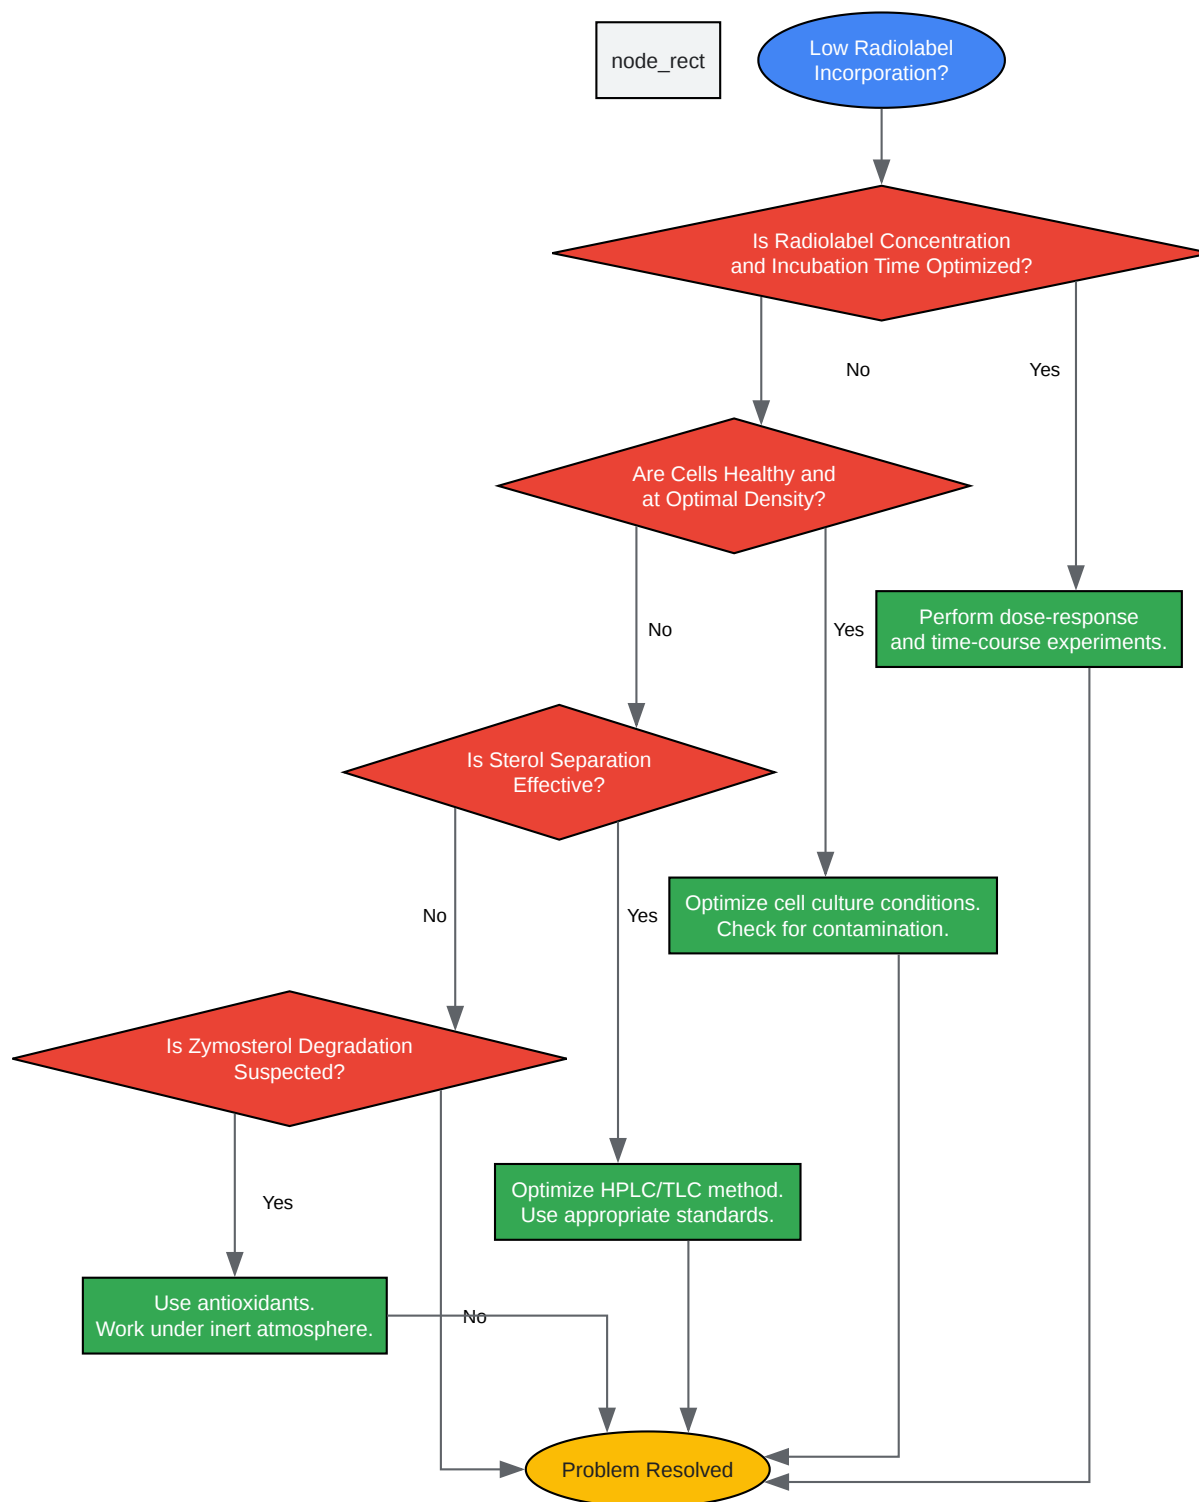 node_rect
Low Radiolabel
Incorporation?
Is Radiolabel Concentration
and Incubation Time Optimized?
No
Yes
Are Cells Healthy and
at Optimal Density?
No
Yes
Perform dose-response
and time-course experiments.
Is Sterol Separation
Effective?
No
Yes
Optimize cell culture conditions.
Check for contamination.
Is Zymosterol Degradation
Suspected?
Yes
Optimize HPLC/TLC method.
Use appropriate standards.
Use antioxidants.
Work under inert atmosphere.
No
Problem Resolved